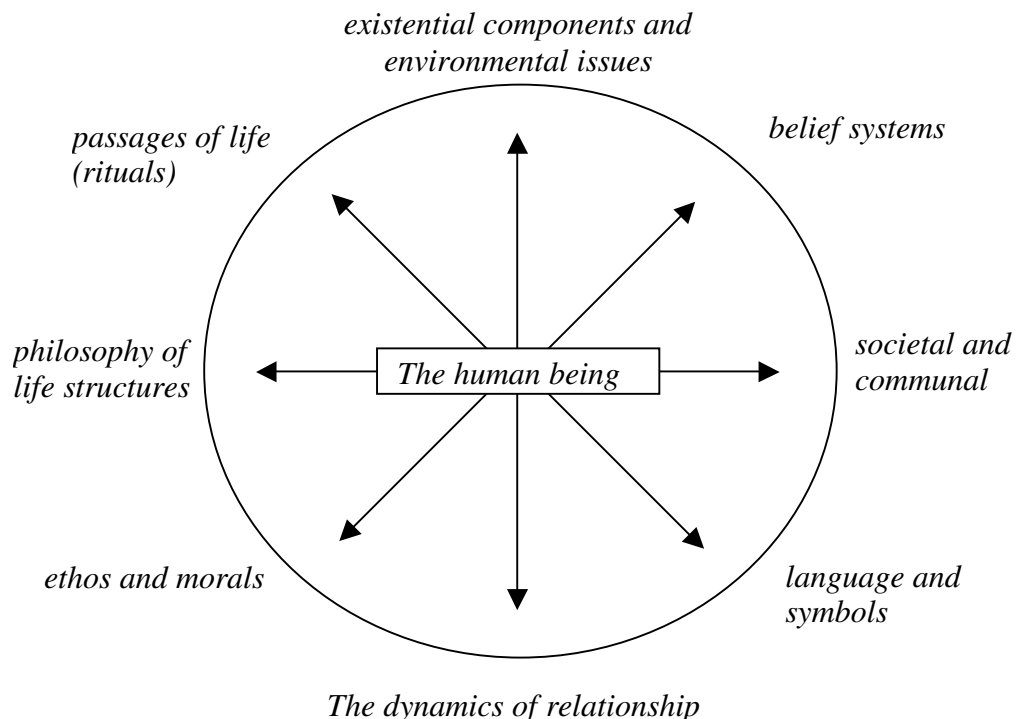 existential components and
environmental issues
passages of life
(rituals)
belief systems
philosophy of
life structures
The human being
societal and
communal
ethos and morals
language and
symbols
The dynamics of relationship